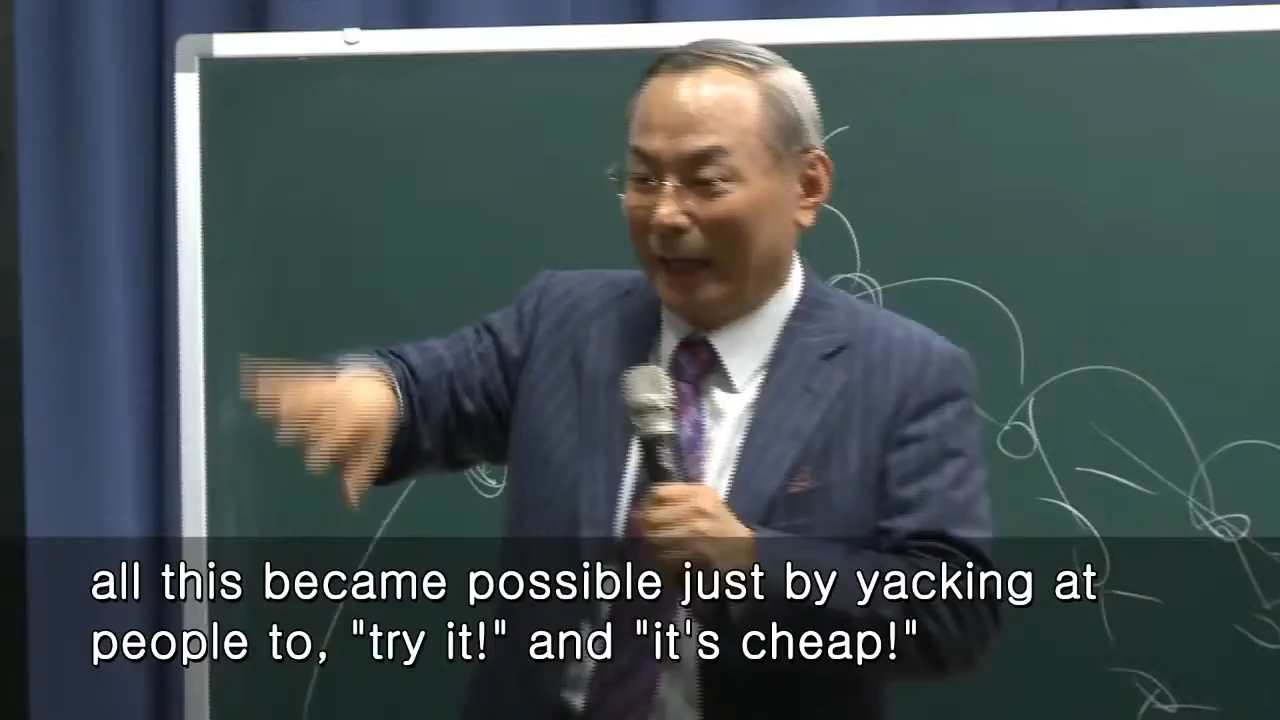 all this became possible just by yacking at
people to, "try it!" and "it's cheap!"